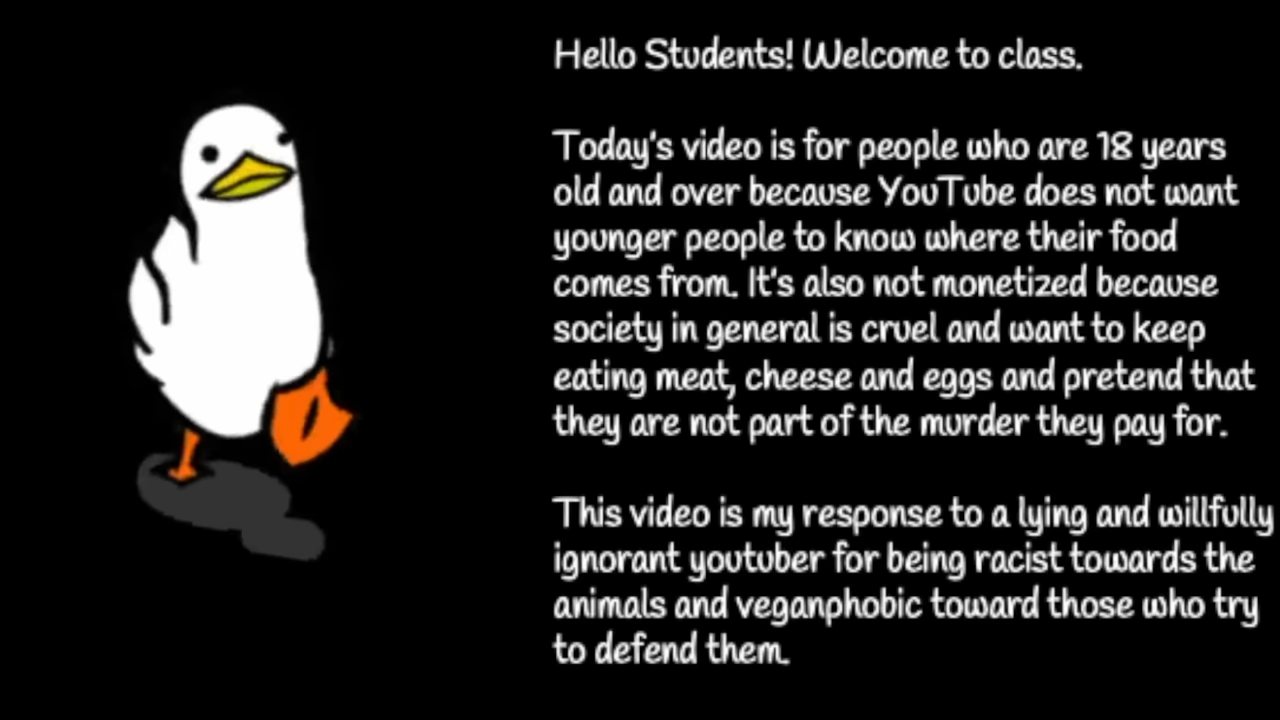 Hello Students! Welcome to class.
Today's video is for people who are 18 years
old and over because YouTube does not want
younger people to know where their food
comes from. It's also not monetized because
society in general is cruel and want to keep
eating meat, cheese and eggs and pretend that
they are not part of the murder they pay for.
This video is my response to a lying and willfully
ignorant youtuber for being racist towards the
animals and veganphobic toward those who try
to defend them.